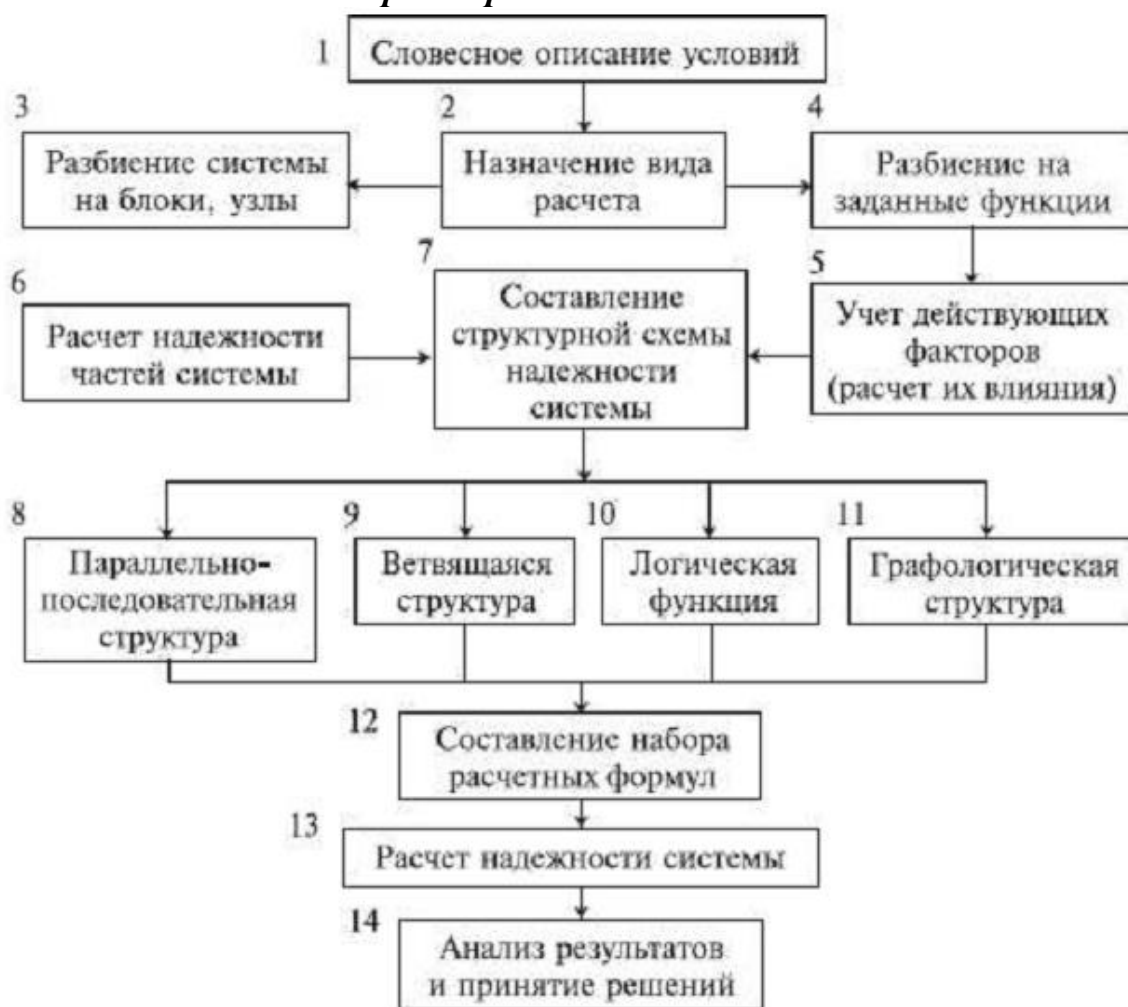 1
Словесное описание условий
3
Разбиение системы
на блоки, узлы
2
Назначение вида
расчета
4
Разбиение на
заданные функции
6
Расчет надежности
частей системы
7
Составление
структурной схемы
надежности
системы
5
Учет действующих
факторов
(расчет их влияния)
8
Параллельно-
последовательная
структура
9
Ветвящаяся
структура
10
Логическая
функция
11
Графологическая
структура
12
Составление набора
расчетных формул
13
Расчет надежности системы
14
Анализ результатов
и принятие решений